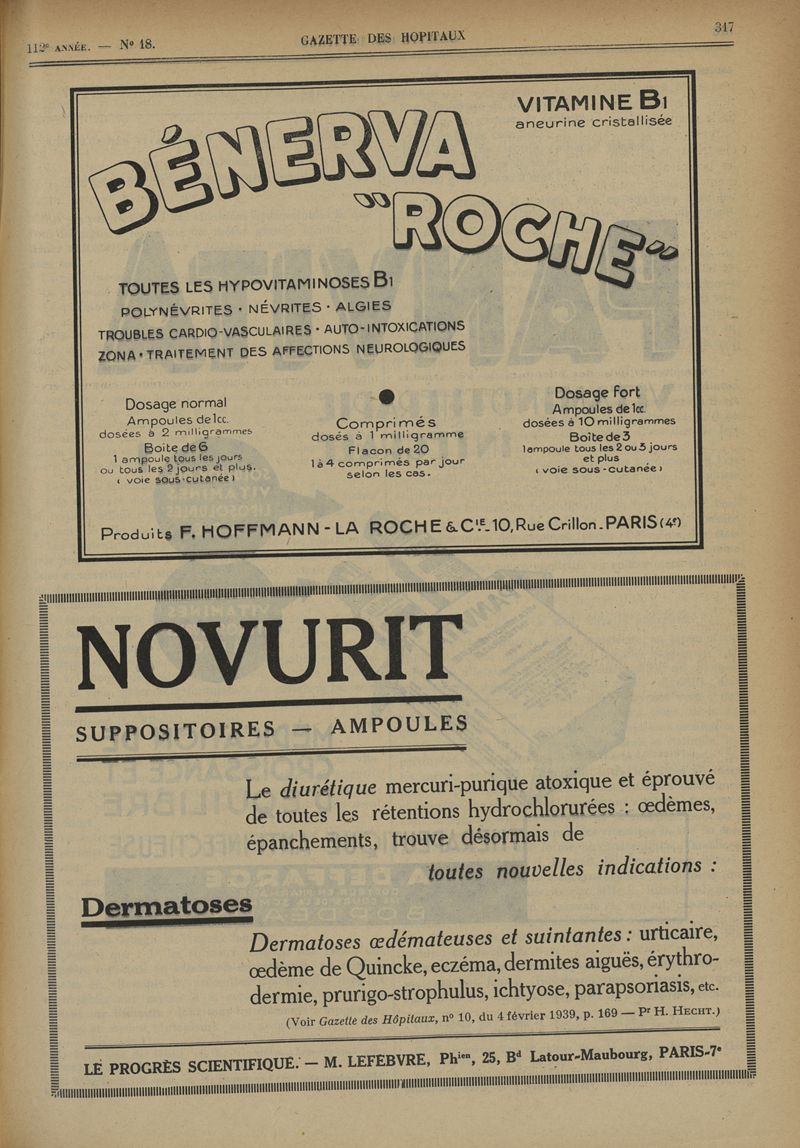 112e ANNÉE. — No 18.
GAZETTE DES HOPITAUX
347
VITAMINE B1
aneurine cristallisée
BÉNERVA
"ROCHE"
TOUTES LES HYPOVITAMINOSES B1
POLYNÉVRITES • NÉVRITES • ALGIES
TROUBLES CARDIO-VASCULAIRES • AUTO-INTOXICATIONS
ZONA • TRAITEMENT DES AFFECTIONS NEUROLOGIQUES
Dosage normal
Ampoules de 1cc.
dosées à 2 milligrammes
Boite de 6
1 ampoule tous les jours
ou tous les 2 jours et plus.
(voie sous-cutanée)
Comprimés
dosés à 1 milligramme
Flacon de 20
1 à 4 comprimés par jour
selon les cas.
Dosage fort
Ampoules de 1cc.
dosées à 10 milligrammes
Boîte de 3
1 ampoule tous les 2 ou 3 jours
et plus
(voie sous-cutanée)
Produits F. HOFFMANN-LA ROCHE & CIE_10, Rue Crillon_PARIS (4e)
NOVURIT
SUPPOSITOIRES — AMPOULES
Le diurétique mercuri-purique atoxique et éprouvé
de toutes les rétentions hydrochlorurées : œdèmes,
épanchements, trouve désormais de
toutes nouvelles indications :
Dermatoses
Dermatoses œdémateuses et suintantes : urticaire,
œdème de Quincke, eczéma, dermites aiguës, érythro-
dermie, prurigo-strophulus, ichtyose, parapsoriasis, etc.
(Voir Gazette des Hôpitaux, no 10, du 4 février 1939, p. 169 — Pr H. HECHT.)
LE PROGRÈS SCIENTIFIQUE. — M. LEFEBVRE, Phien, 25, Bd Latour-Maubourg, PARIS-7e